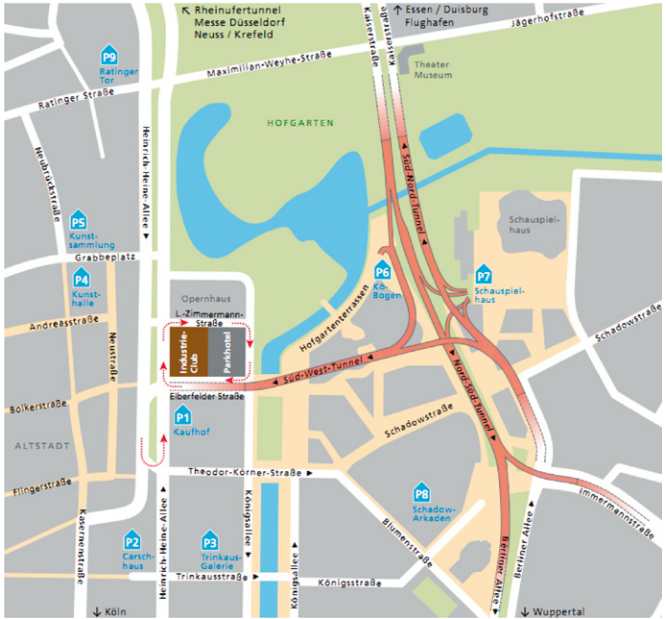 ↖ Rheinufertunnel
Messe Düsseldorf
Neuss / Krefeld
↑ Essen / Duisburg
Flughafen
Kaiserstraße
Kaiserstraße
Jägerhofstraße
P9
Ratinger
Tor
Maximilian-Weyhe-Straße
Theater
Museum
Ratinger Straße
HOFGARTEN
Heinrich-Heine-Allee
Neubrückstraße
Süd-Nord-Tunnel
P5
Kunst-
sammlung
Schauspiel-
haus
Grabbeplatz
P4
Kunst-
halle
P6
Kö-
Bogen
P7
Schauspiel-
haus
Opernhaus
L.-Zimmermann-
Straße
Hofgartenterrassen
Andreasstraße
Neustraße
Industrie-
Club
Parkhotel
Schadowstraße
Süd-West-Tunnel
Nord-Süd-Tunnel
Elberfelder Straße
Bolkerstraße
P1
Kaufhof
Schadowstraße
ALTSTADT
Theodor-Körner-Straße
Flingerstraße
P8
Schadow-
Arkaden
Immermannstraße
Kasernenstraße
Heinrich-Heine-Allee
Königsallee
Blumenstraße
P2
Carsch-
haus
P3
Trinkaus-
Galerie
Königsallee
Berliner Allee
Berliner Allee
Trinkausstraße
Königsstraße
↓ Köln
↓ Wuppertal